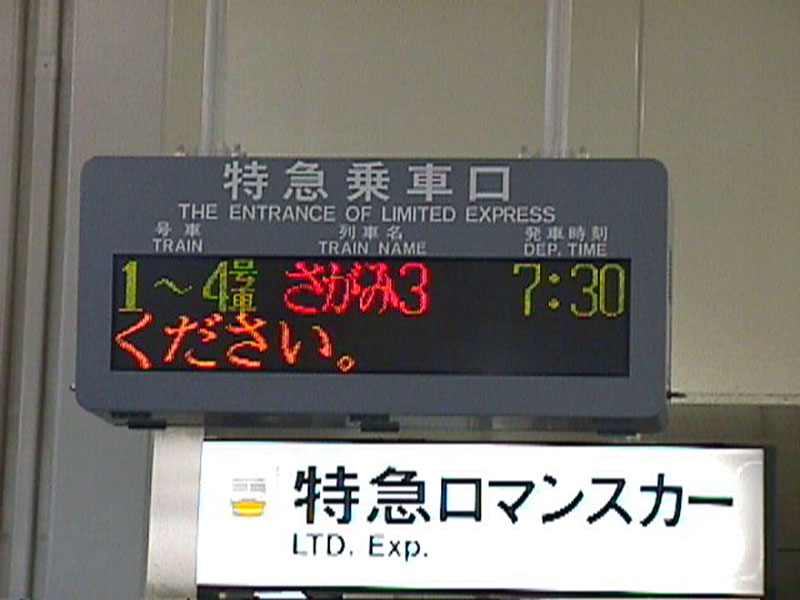 特急乗車口
THE ENTRANCE OF LIMITED EXPRESS
号車 列車名 発車時刻
TRAIN TRAIN NAME DEP. TIME
1～4号車 さがみ3 7:30
ください。
特急ロマンスカー
LTD. Exp.